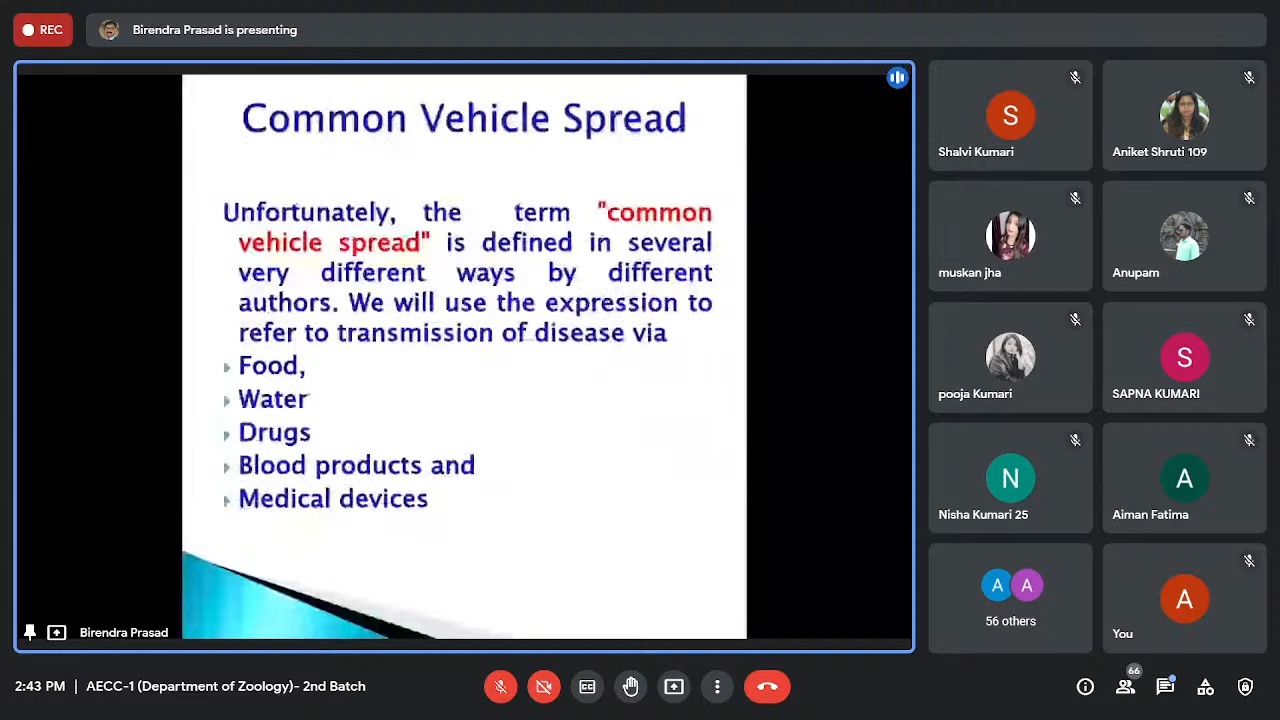 REC
Birendra Prasad is presenting
Common Vehicle Spread
Unfortunately, the term "common
vehicle spread" is defined in several
very different ways by different
authors. We will use the expression to
refer to transmission of disease via
Food,
Water
Drugs
Blood products and
Medical devices
Birendra Prasad
S
Shalvi Kumari
Aniket Shruti 109
muskan jha
Anupam
pooja Kumari
S
SAPNA KUMARI
N
Nisha Kumari 25
A
Aiman Fatima
A A
56 others
A
You
2:43 PM | AECC-1 (Department of Zoology)- 2nd Batch
CC
66